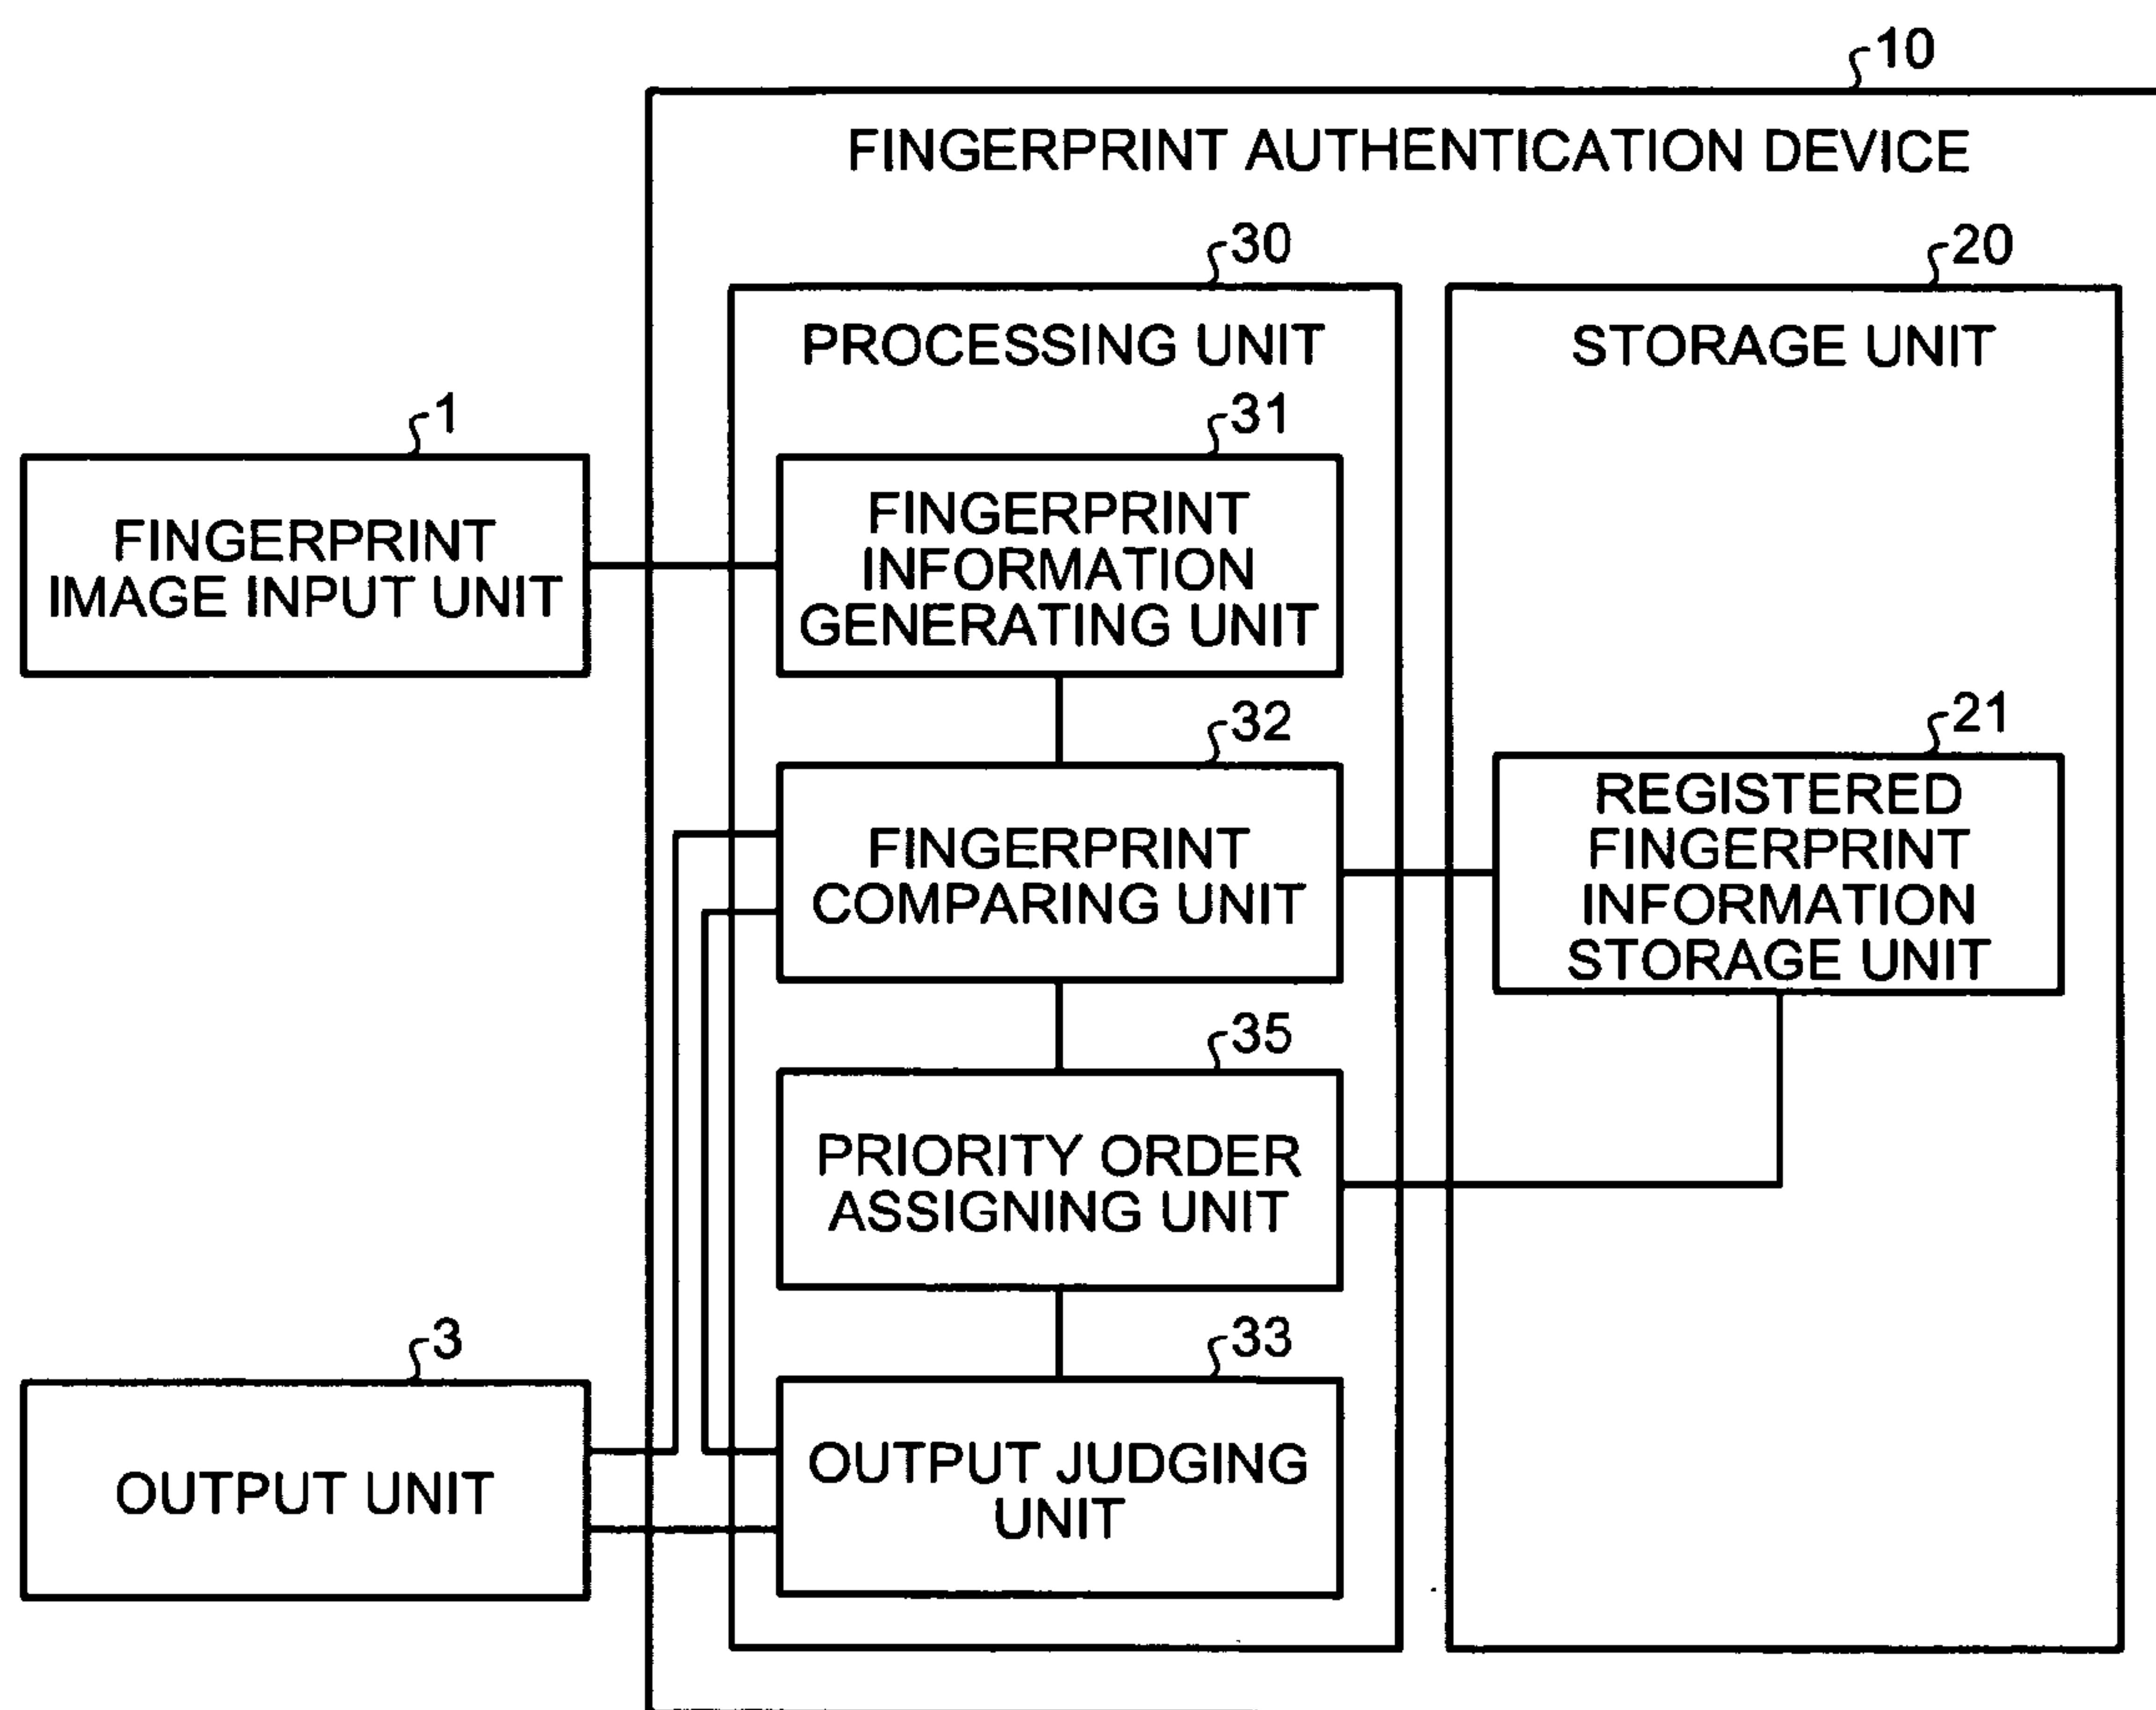 10
FINGERPRINT AUTHENTICATION DEVICE
30
20
PROCESSING UNIT
STORAGE UNIT
1
31
FINGERPRINT
IMAGE INPUT UNIT
FINGERPRINT
INFORMATION
GENERATING UNIT
32
21
FINGERPRINT
COMPARING UNIT
REGISTERED
FINGERPRINT
INFORMATION
STORAGE UNIT
35
PRIORITY ORDER
ASSIGNING UNIT
3
33
OUTPUT UNIT
OUTPUT JUDGING
UNIT